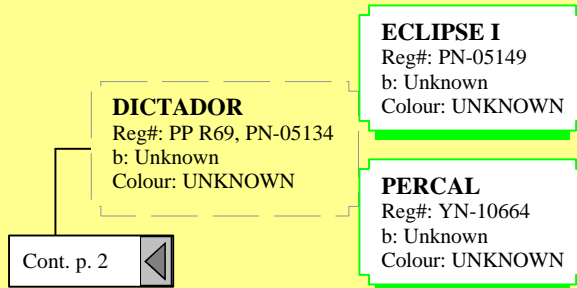 ECLIPSE I
Reg#: PN-05149
b: Unknown
Colour: UNKNOWN
DICTADOR
Reg#: PP R69, PN-05134
b: Unknown
Colour: UNKNOWN
PERCAL
Reg#: YN-10664
b: Unknown
Colour: UNKNOWN
Cont. p. 2